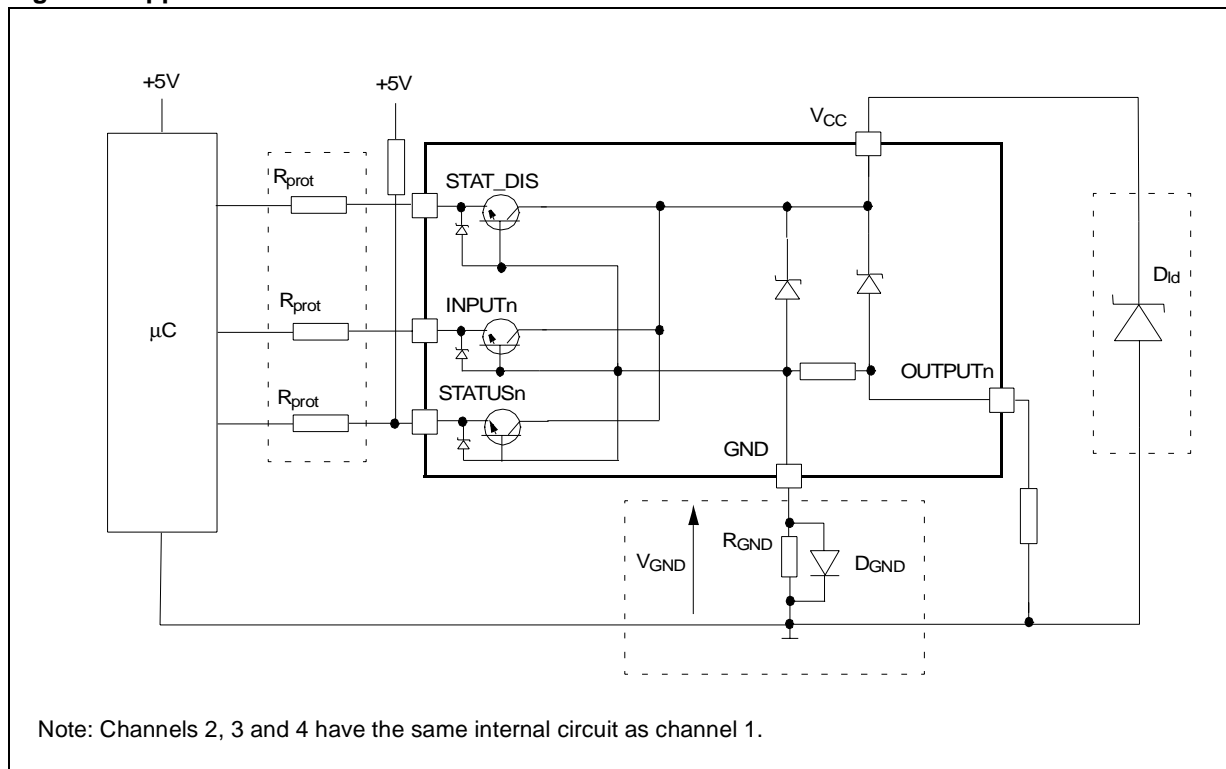 +5V
+5V
VCC
Rprot
STAT_DIS
Dld
Rprot
INPUTn
μC
OUTPUTn
Rprot
STATUSn
GND
RGND
VGND
DGND
Note: Channels 2, 3 and 4 have the same internal circuit as channel 1.